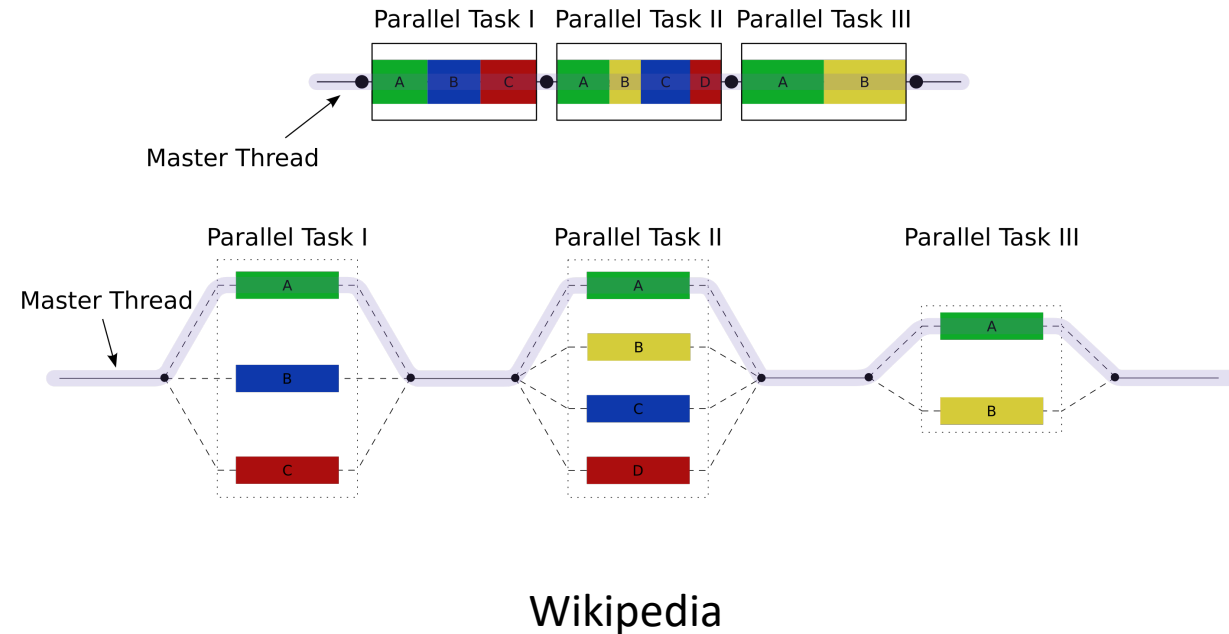 Parallel Task I Parallel Task II Parallel Task III
A B C A B C D A B
Master Thread
Parallel Task I Parallel Task II Parallel Task III
A A
Master Thread
A
B
B
C
B
C D
Wikipedia